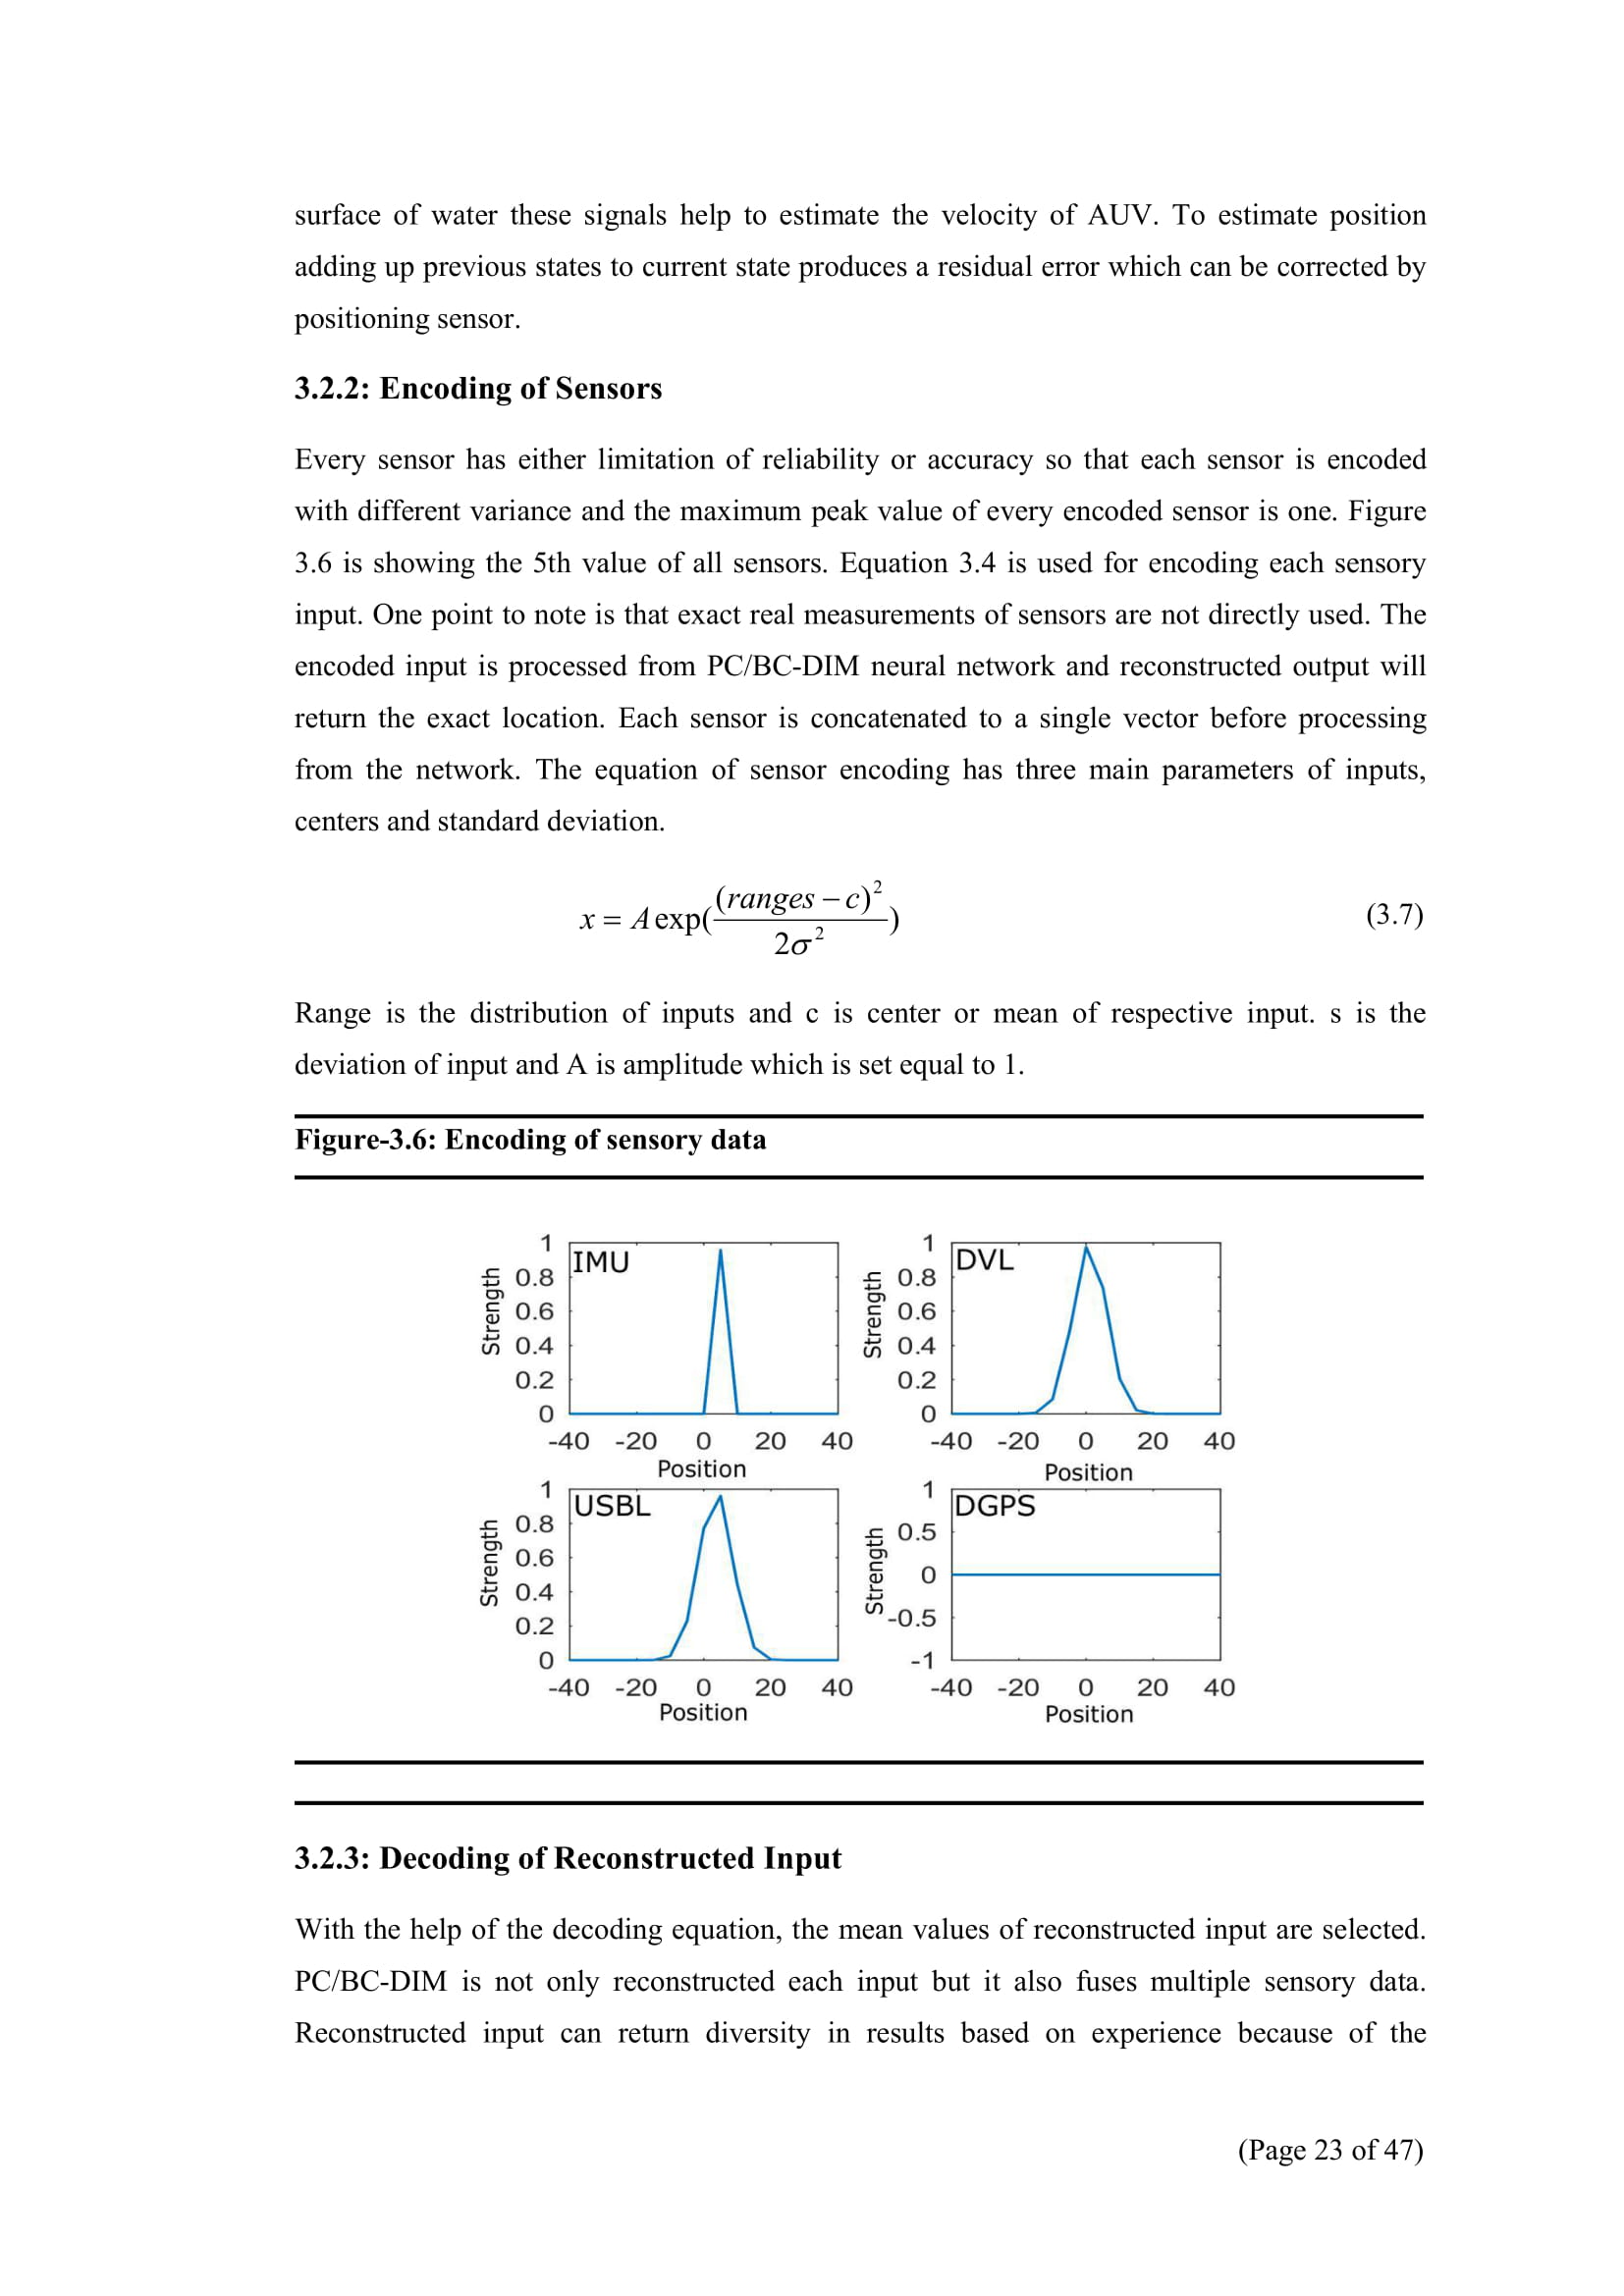 surface of water these signals help to estimate the velocity of AUV. To estimate position
adding up previous states to current state produces a residual error which can be corrected by
positioning sensor.
3.2.2: Encoding of Sensors
Every sensor has either limitation of reliability or accuracy so that each sensor is encoded
with different variance and the maximum peak value of every encoded sensor is one. Figure
3.6 is showing the 5th value of all sensors. Equation 3.4 is used for encoding each sensory
input. One point to note is that exact real measurements of sensors are not directly used. The
encoded input is processed from PC/BC-DIM neural network and reconstructed output will
return the exact location. Each sensor is concatenated to a single vector before processing
from the network. The equation of sensor encoding has three main parameters of inputs,
centers and standard deviation.
x = A exp((ranges − c)² / 2σ²) (3.7)
Range is the distribution of inputs and c is center or mean of respective input. s is the
deviation of input and A is amplitude which is set equal to 1.
Figure-3.6: Encoding of sensory data
IMU
Strength
1
0.8
0.6
0.4
0.2
0
-40 -20 0 20 40
Position
DVL
Strength
1
0.8
0.6
0.4
0.2
0
-40 -20 0 20 40
Position
USBL
Strength
1
0.8
0.6
0.4
0.2
0
-40 -20 0 20 40
Position
DGPS
Strength
1
0.5
0
-0.5
-1
-40 -20 0 20 40
Position
3.2.3: Decoding of Reconstructed Input
With the help of the decoding equation, the mean values of reconstructed input are selected.
PC/BC-DIM is not only reconstructed each input but it also fuses multiple sensory data.
Reconstructed input can return diversity in results based on experience because of the
(Page 23 of 47)